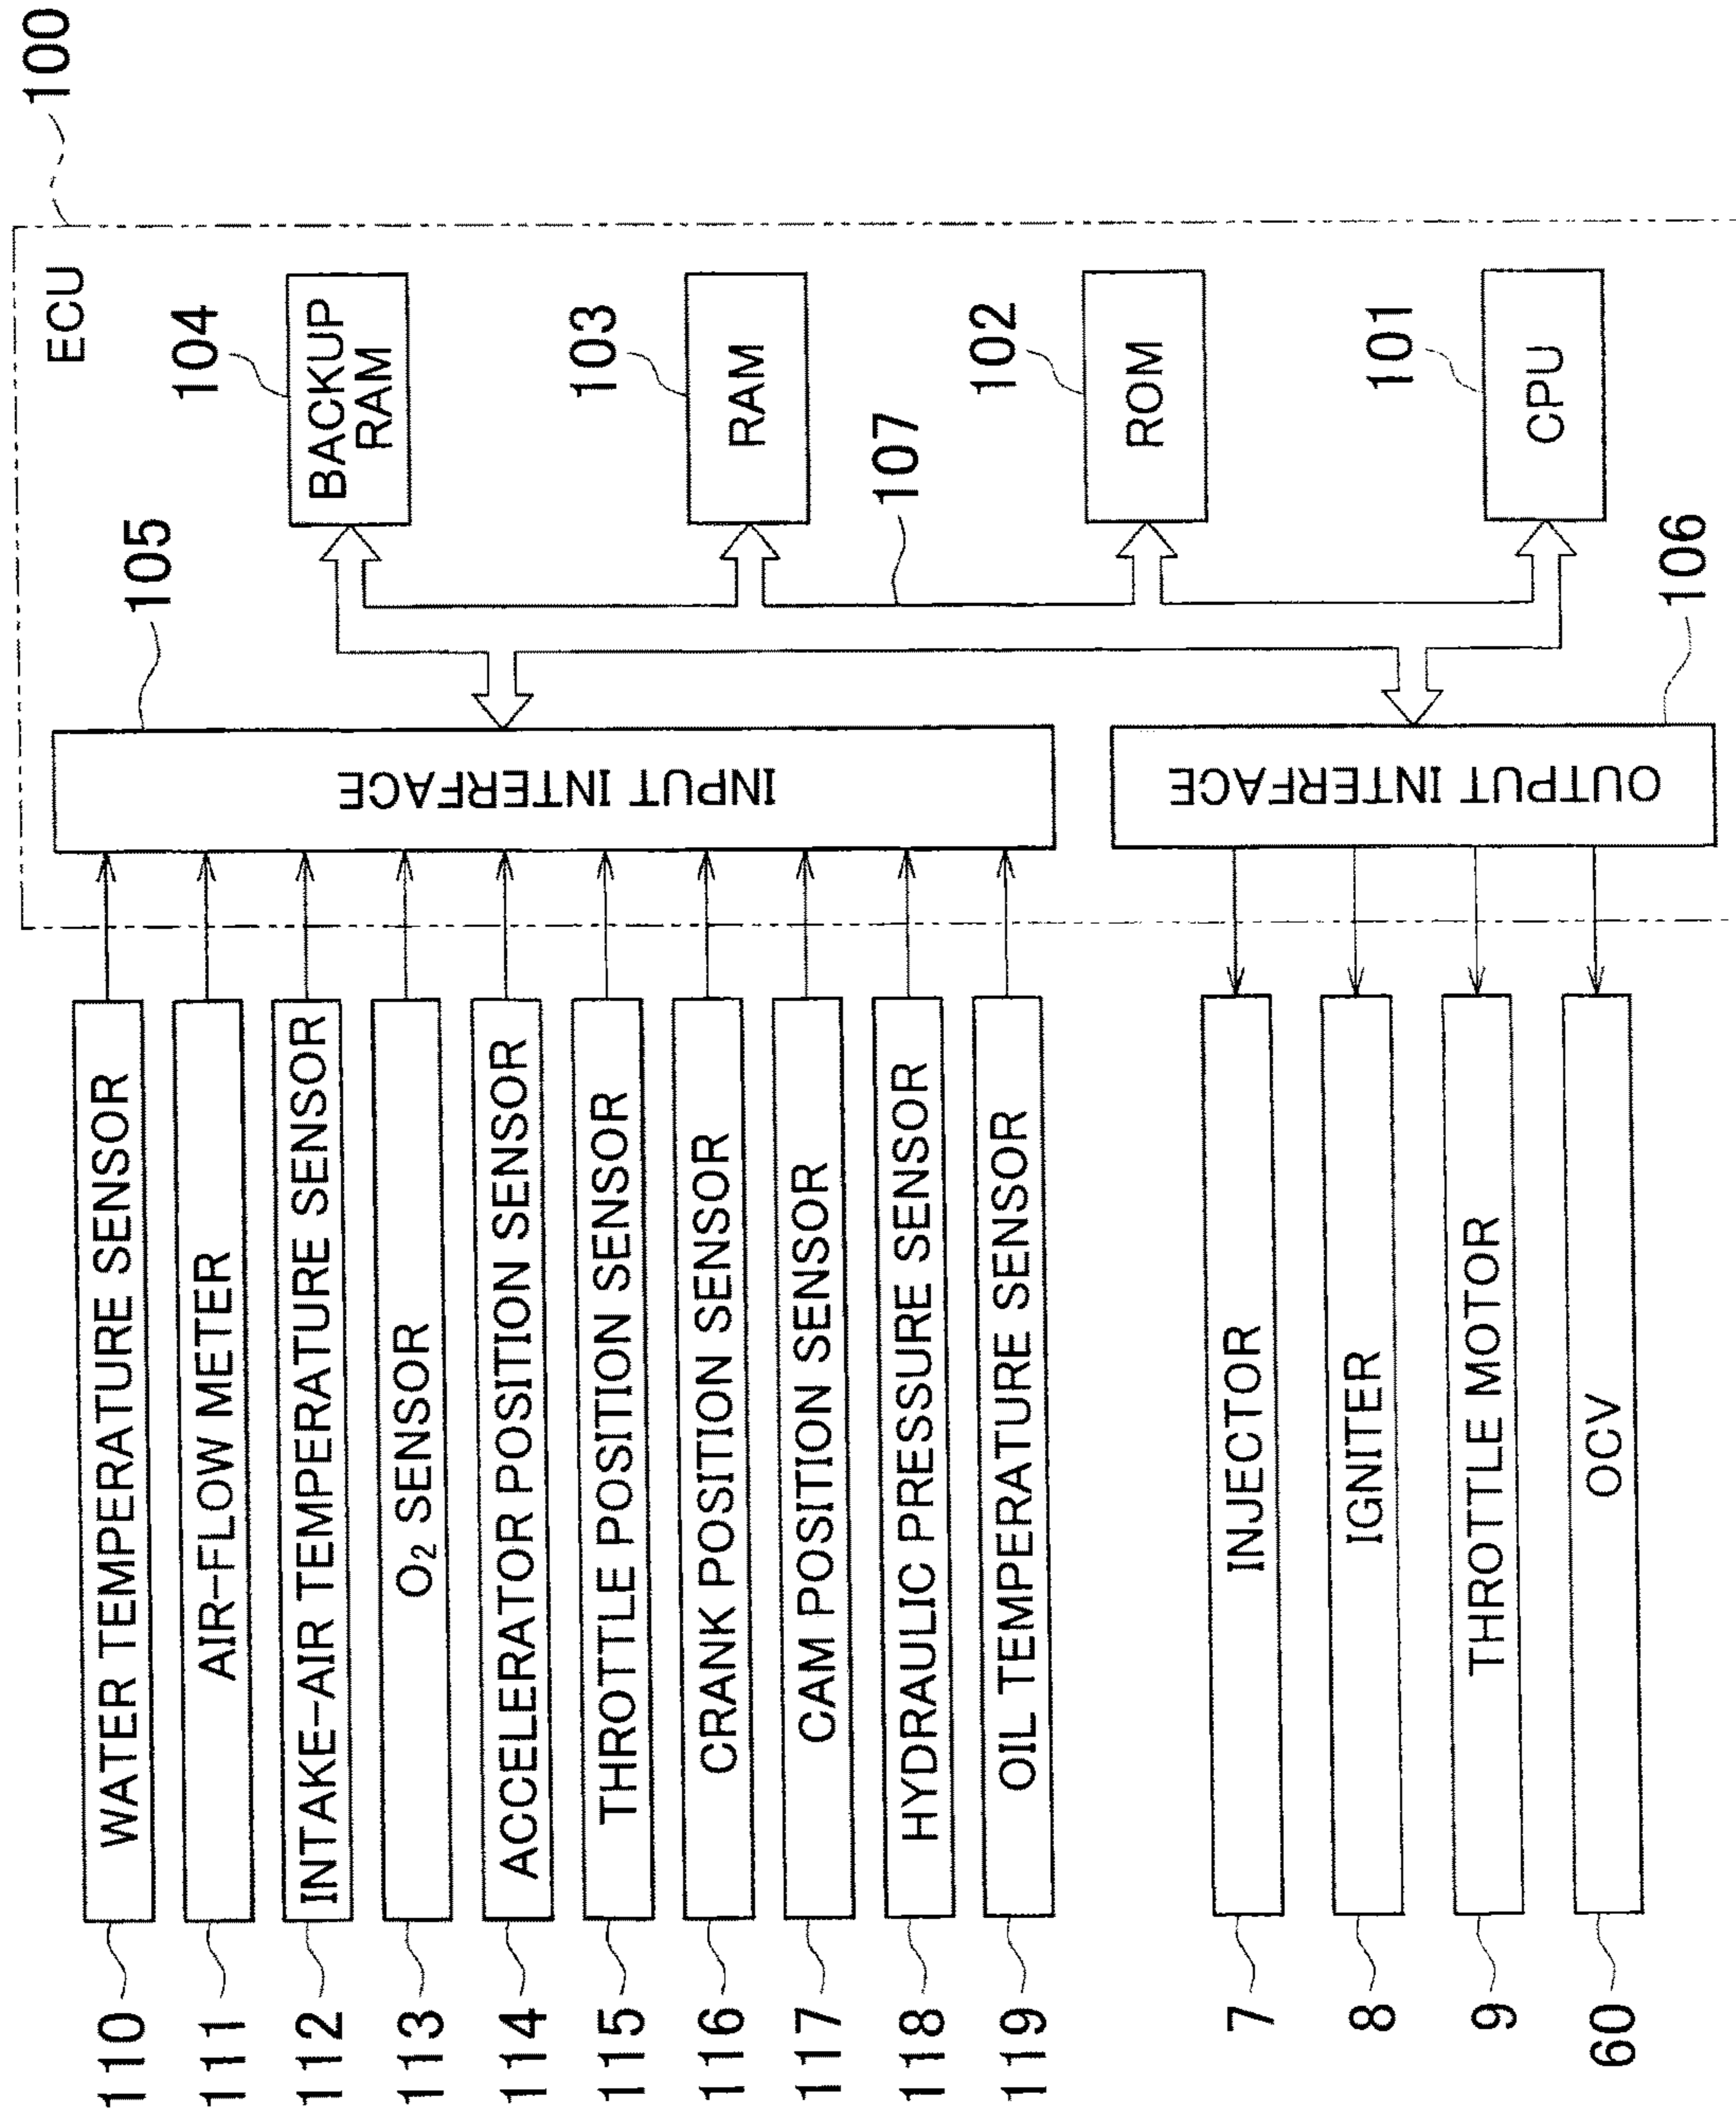 100
ECU
104
BACKUP
RAM
103
RAM
102
ROM
101
CPU
107
105
INPUT INTERFACE
106
OUTPUT INTERFACE
110
WATER TEMPERATURE SENSOR
111
AIR-FLOW METER
112
INTAKE-AIR TEMPERATURE SENSOR
113
O₂ SENSOR
114
ACCELERATOR POSITION SENSOR
115
THROTTLE POSITION SENSOR
116
CRANK POSITION SENSOR
117
CAM POSITION SENSOR
118
HYDRAULIC PRESSURE SENSOR
119
OIL TEMPERATURE SENSOR
7
INJECTOR
8
IGNITER
9
THROTTLE MOTOR
60
OCV